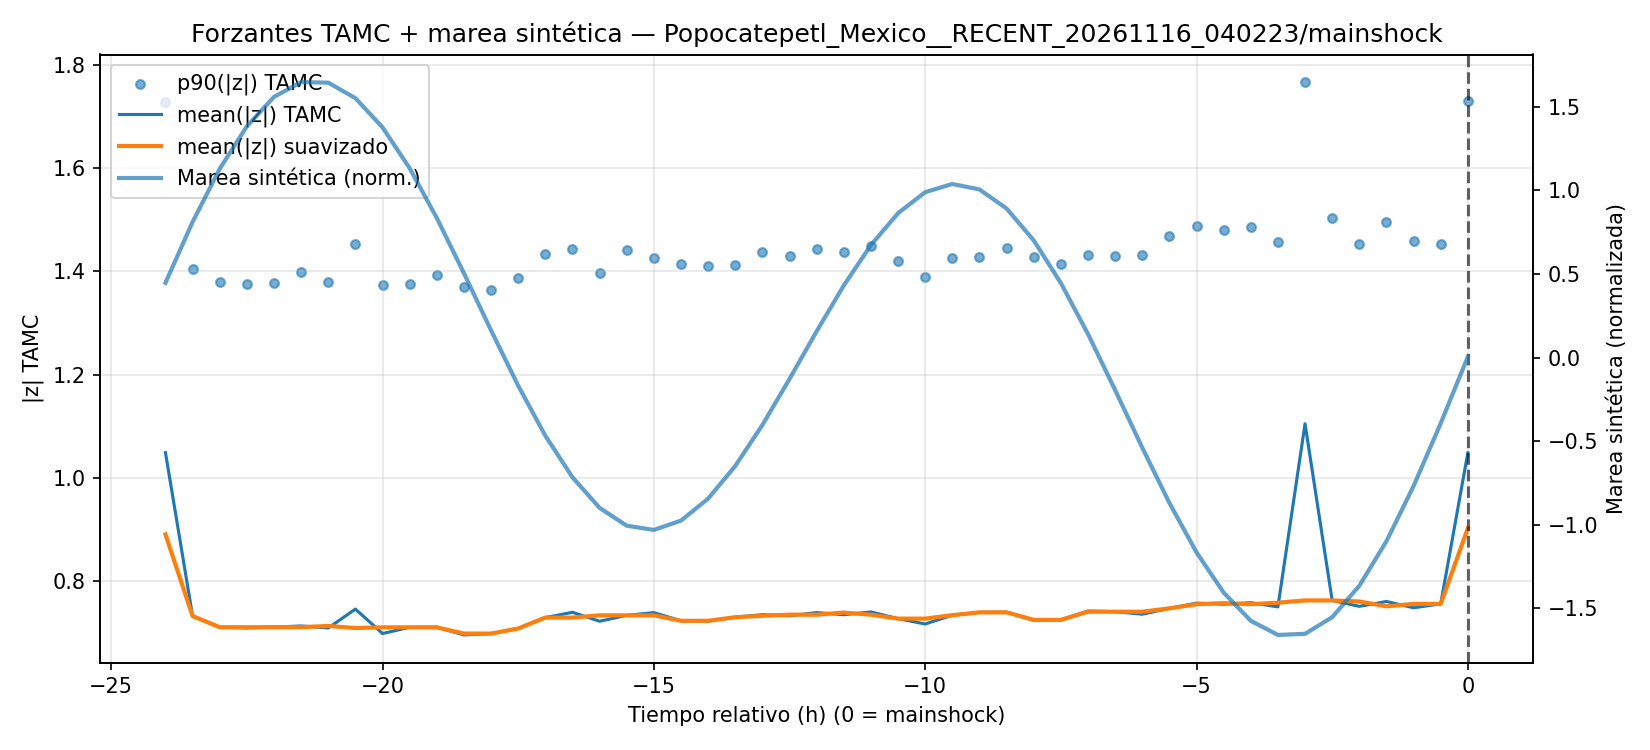 Forzantes TAMC + marea sintética — Popocatepetl_Mexico__RECENT_20261116_040223/mainshock
p90(|z|) TAMC
mean(|z|) TAMC
mean(|z|) suavizado
Marea sintética (norm.)
|z| TAMC
1.8
1.6
1.4
1.2
1.0
0.8
Marea sintética (normalizada)
1.5
1.0
0.5
0.0
−0.5
−1.0
−1.5
−25 −20 −15 −10 −5 0
Tiempo relativo (h) (0 = mainshock)